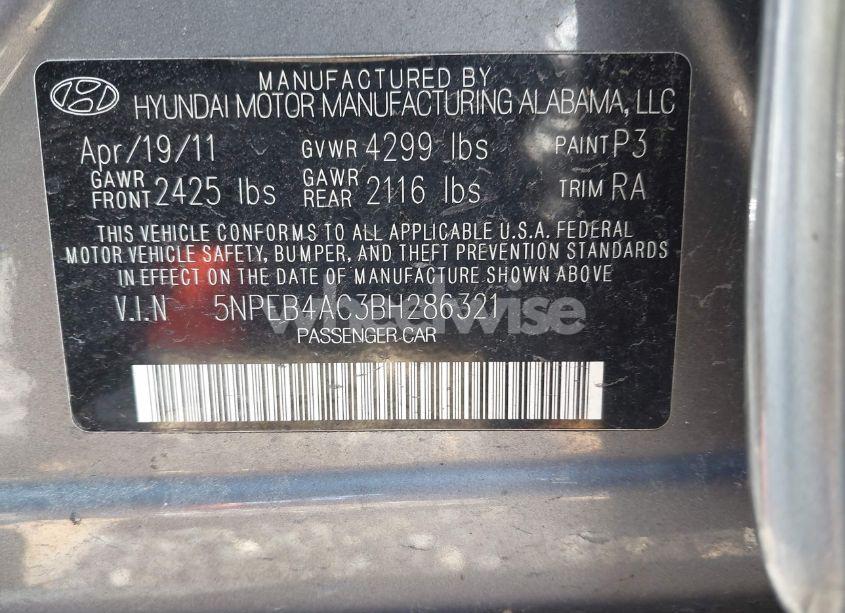 MANUFACTURED BY
HYUNDAI MOTOR MANUFACTURING ALABAMA, LLC
Apr/19/11 GVWR 4299 lbs PAINT P3
GAWR FRONT 2425 lbs GAWR REAR 2116 lbs TRIM RA
THIS VEHICLE CONFORMS TO ALL APPLICABLE U.S.A. FEDERAL
MOTOR VEHICLE SAFETY, BUMPER, AND THEFT PREVENTION STANDARDS
IN EFFECT ON THE DATE OF MANUFACTURE SHOWN ABOVE.
V.I.N 5NPEB4AC3BH286321
wheelwise
PASSENGER CAR